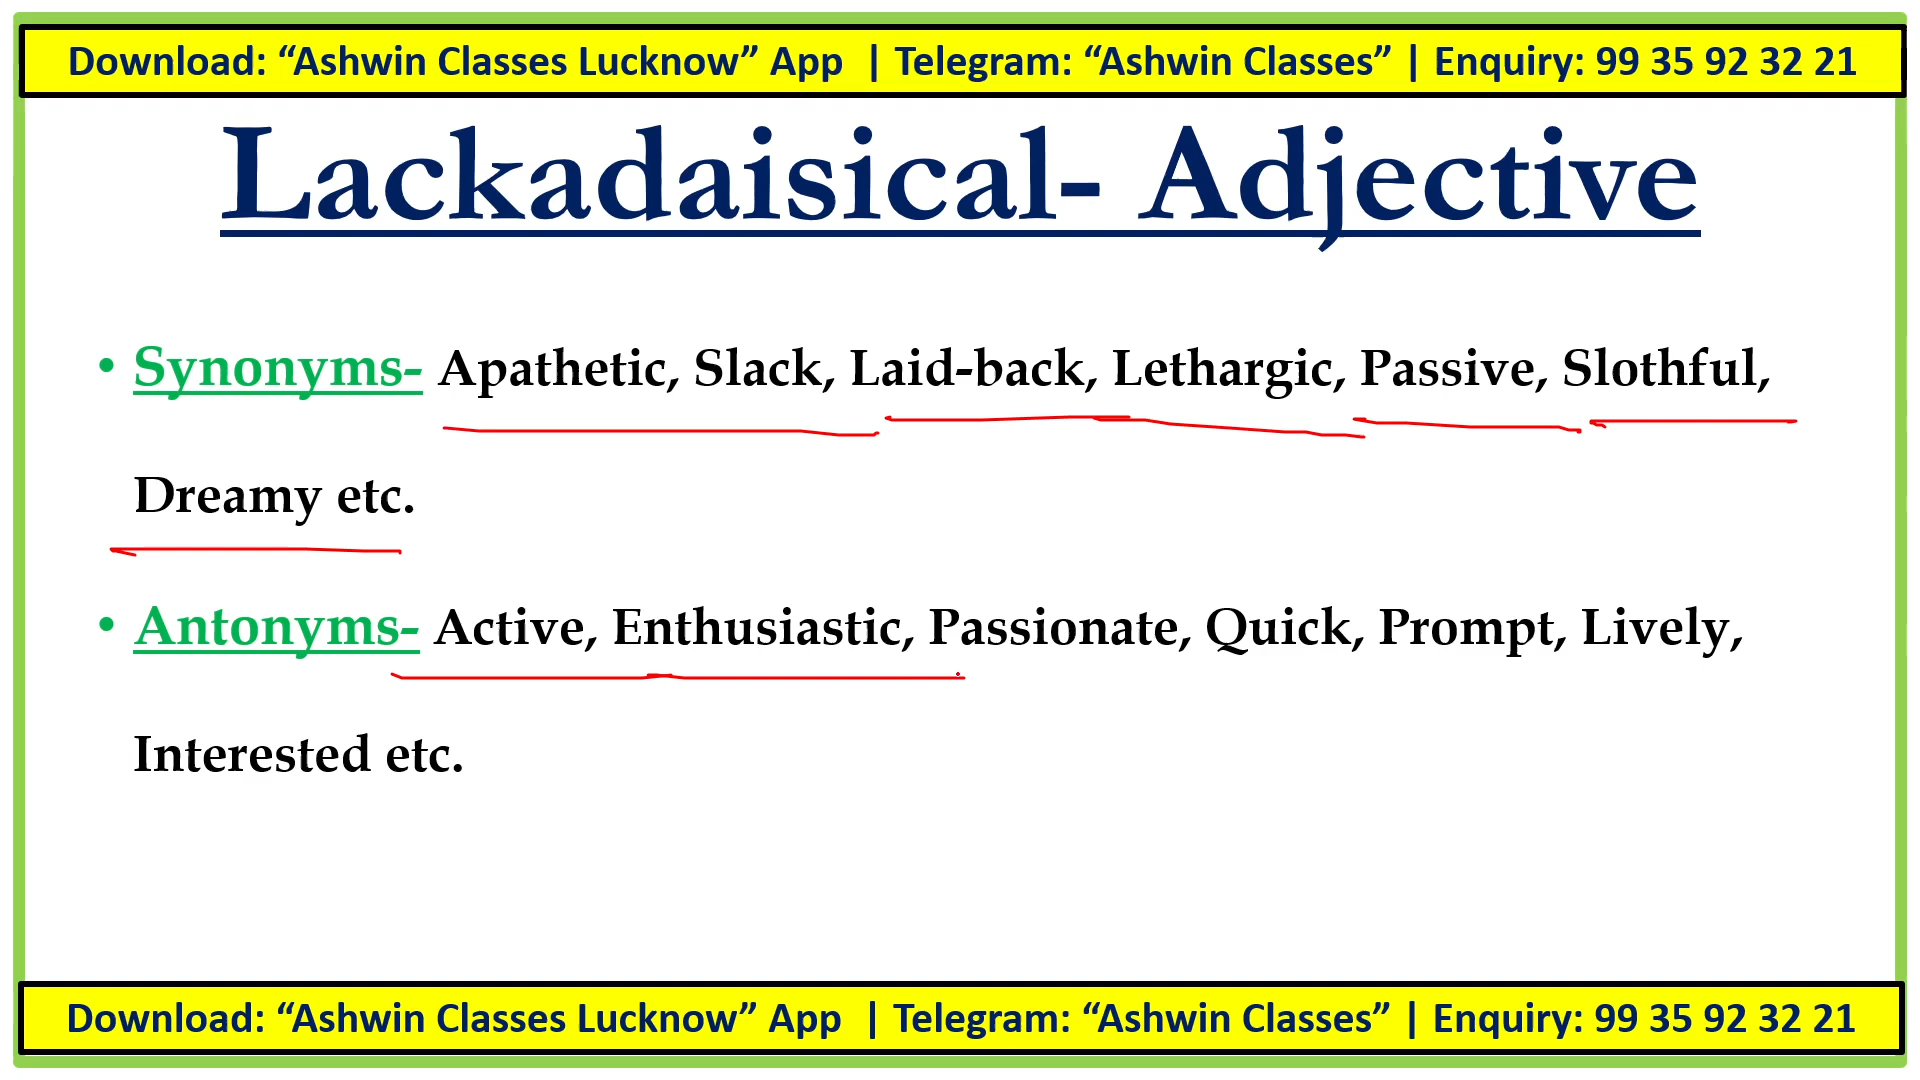 Download: “Ashwin Classes Lucknow” App | Telegram: “Ashwin Classes” | Enquiry: 99 35 92 32 21
Lackadaisical- Adjective
• Synonyms- Apathetic, Slack, Laid-back, Lethargic, Passive, Slothful,
Dreamy etc.
• Antonyms- Active, Enthusiastic, Passionate, Quick, Prompt, Lively,
Interested etc.
Download: “Ashwin Classes Lucknow” App | Telegram: “Ashwin Classes” | Enquiry: 99 35 92 32 21